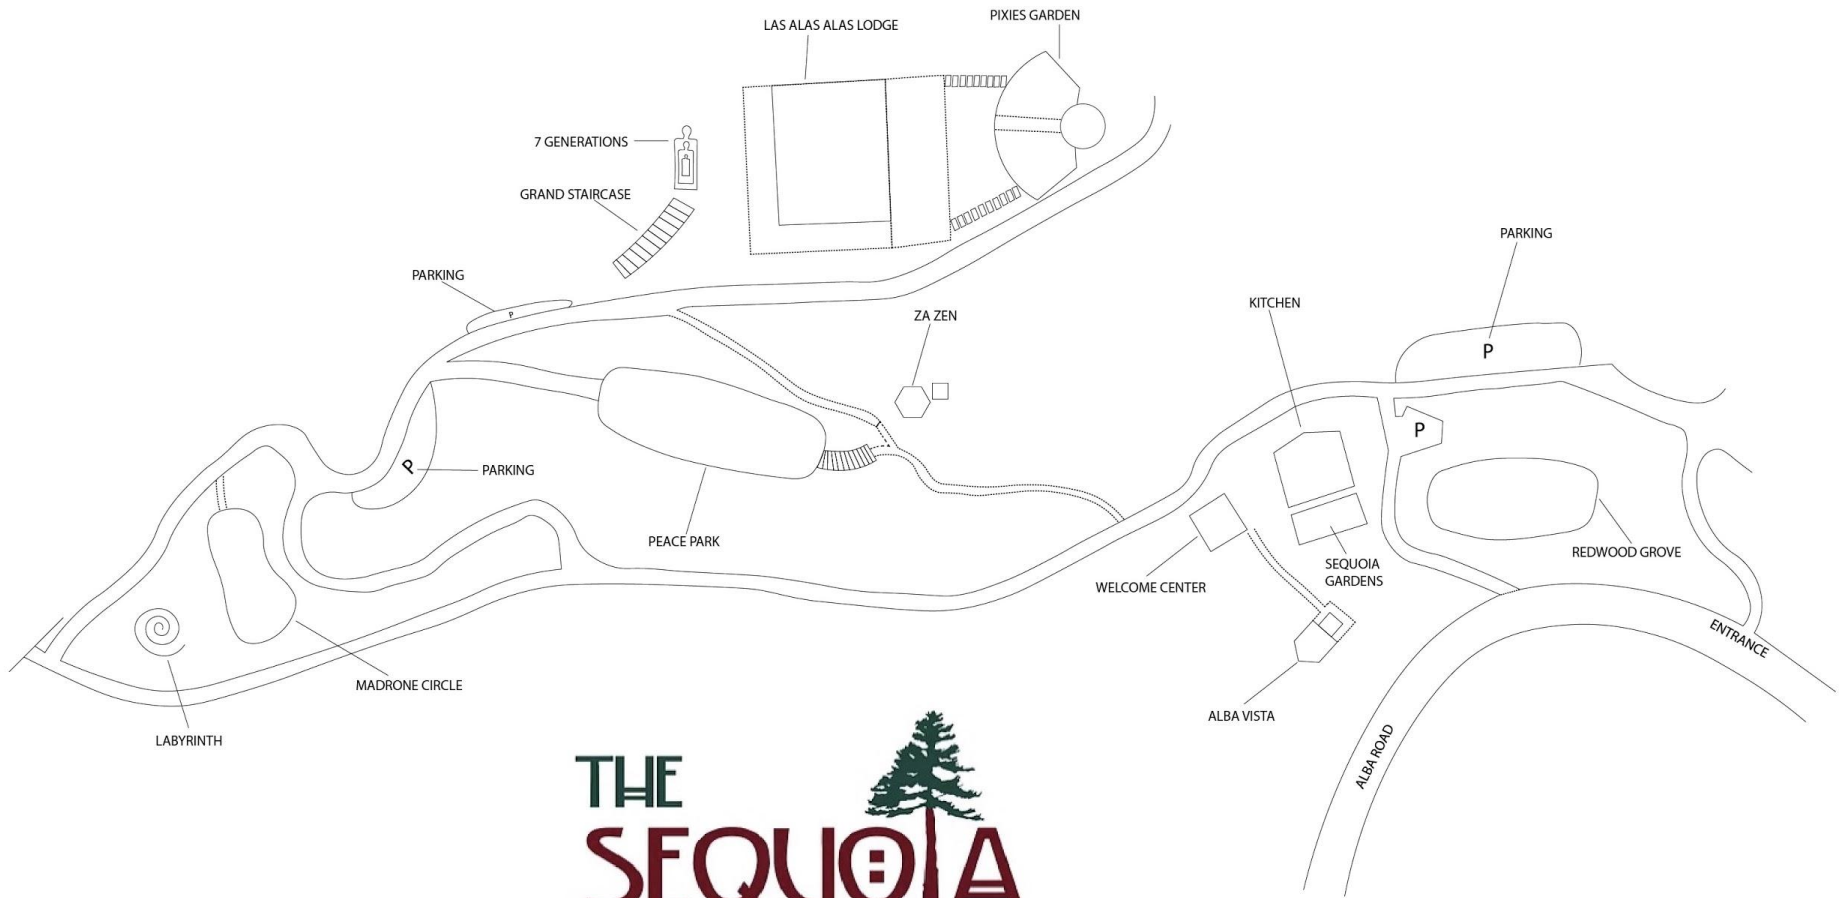 PIXIES GARDEN
LAS ALAS ALAS LODGE
7 GENERATIONS
GRAND STAIRCASE
PARKING
PARKING
P
ZA ZEN
KITCHEN
P
P
P
PARKING
PEACE PARK
REDWOOD GROVE
SEQUOIA
GARDENS
WELCOME CENTER
ENTRANCE
MADRONE CIRCLE
ALBA VISTA
LABYRINTH
ALBA ROAD
THE
SEQUOIA